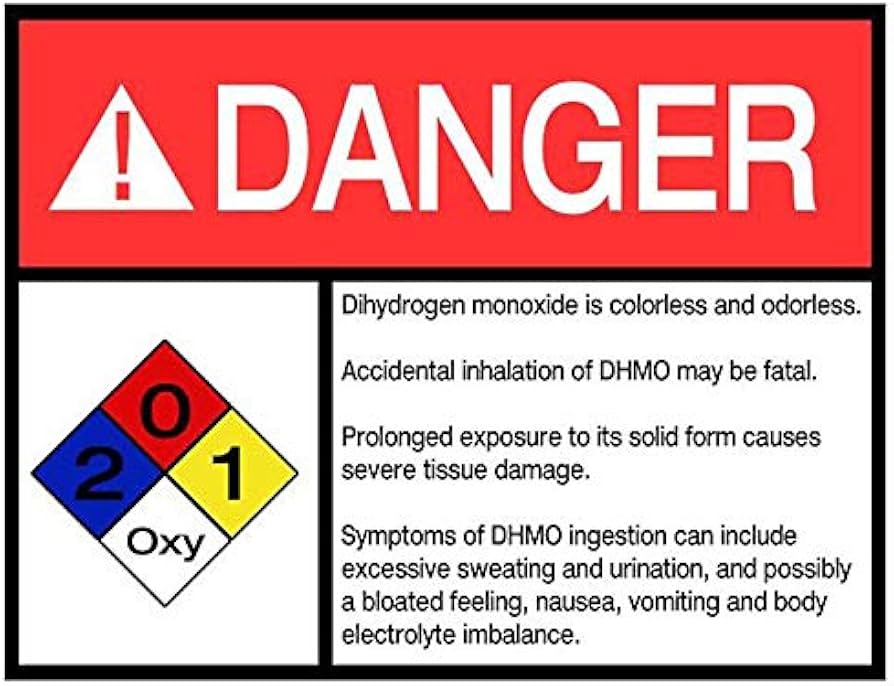 ! DANGER
0
2 1
Oxy
Dihydrogen monoxide is colorless and odorless.
Accidental inhalation of DHMO may be fatal.
Prolonged exposure to its solid form causes
severe tissue damage.
Symptoms of DHMO ingestion can include
excessive sweating and urination, and possibly
a bloated feeling, nausea, vomiting and body
electrolyte imbalance.